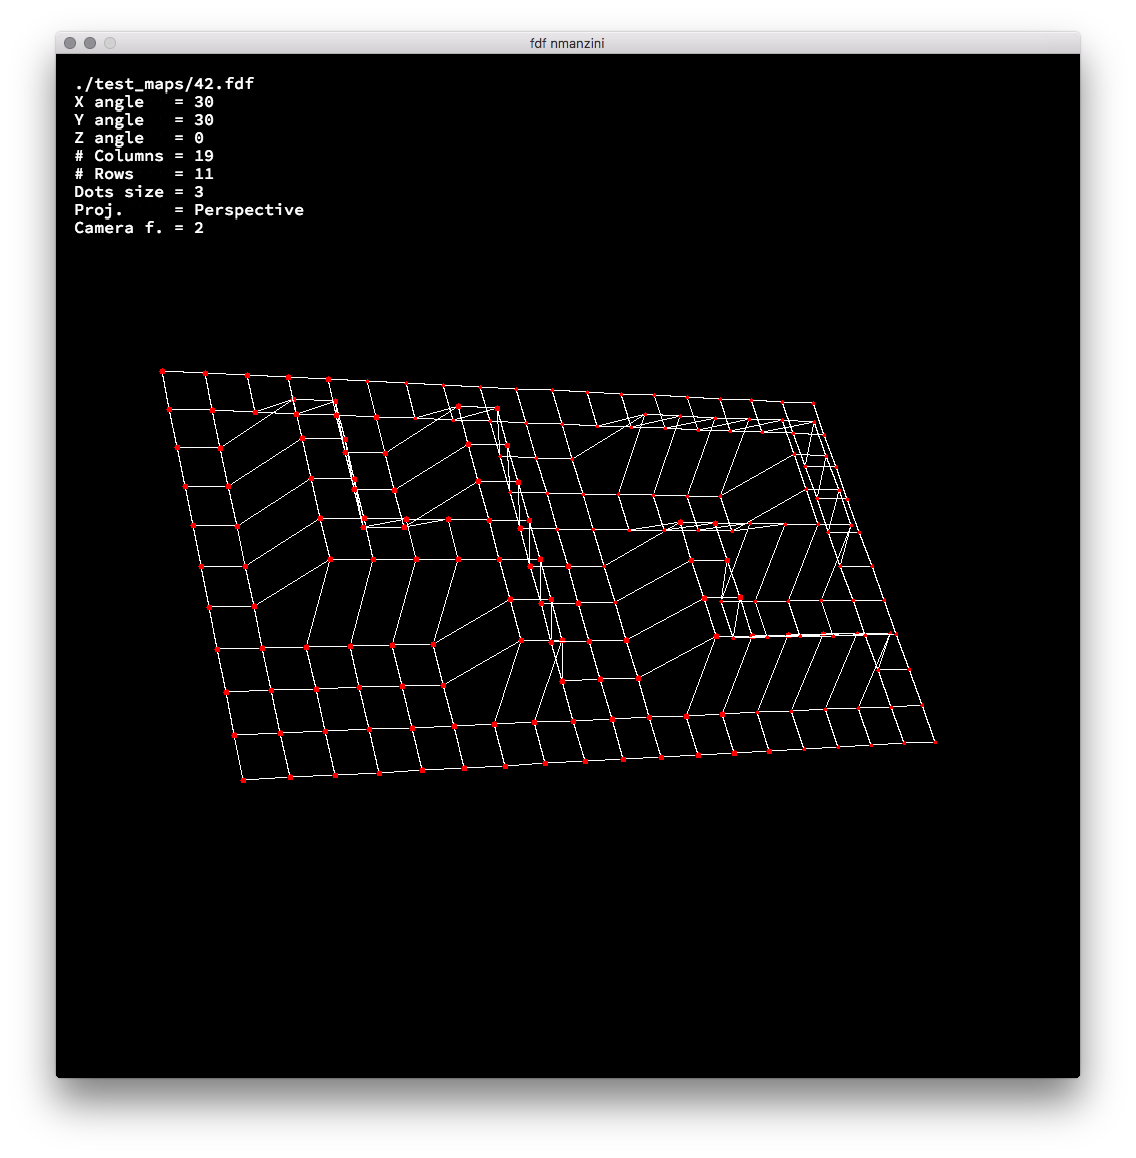 fdf nmanzini
./test_maps/42.fdf
X angle   = 30
Y angle   = 30
Z angle   = 0
# Columns = 19
# Rows    = 11
Dots size = 3
Proj.     = Perspective
Camera f. = 2